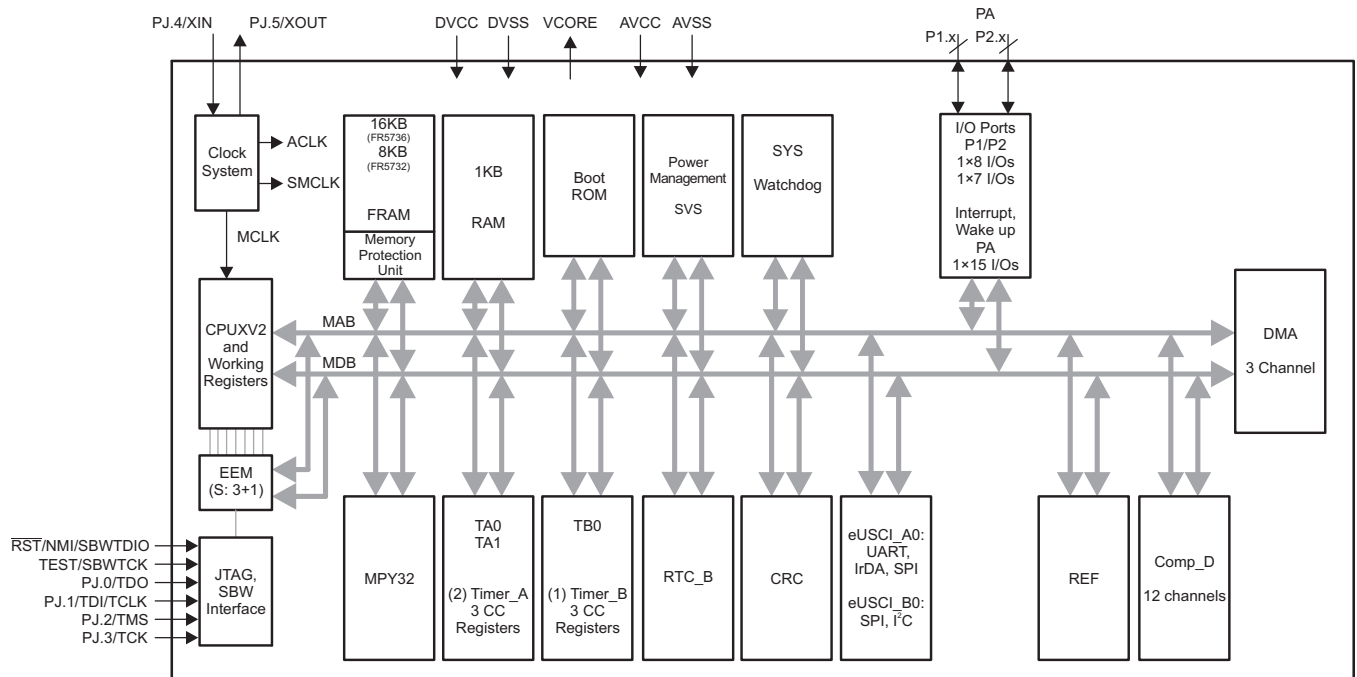 PJ.4/XIN
PJ.5/XOUT
DVCC
DVSS
VCORE
AVCC
AVSS
PA
P1.x
P2.x
Clock
System
ACLK
SMCLK
MCLK
16KB
(FR5736)
8KB
(FR5732)
FRAM
Memory
Protection
Unit
1KB
RAM
Boot
ROM
Power
Management
SVS
SYS
Watchdog
I/O Ports
P1/P2
1×8 I/Os
1×7 I/Os
Interrupt,
Wake up
PA
1×15 I/Os
CPUXV2
and
Working
Registers
MAB
MDB
DMA
3 Channel
EEM
(S: 3+1)
RST/NMI/SBWTDIO
TEST/SBWTCK
PJ.0/TDO
PJ.1/TDI/TCLK
PJ.2/TMS
PJ.3/TCK
JTAG,
SBW
Interface
MPY32
TA0
TA1
(2) Timer_A
3 CC
Registers
TB0
(1) Timer_B
3 CC
Registers
RTC_B
CRC
eUSCI_A0:
UART,
IrDA, SPI
eUSCI_B0:
SPI, I²C
REF
Comp_D
12 channels